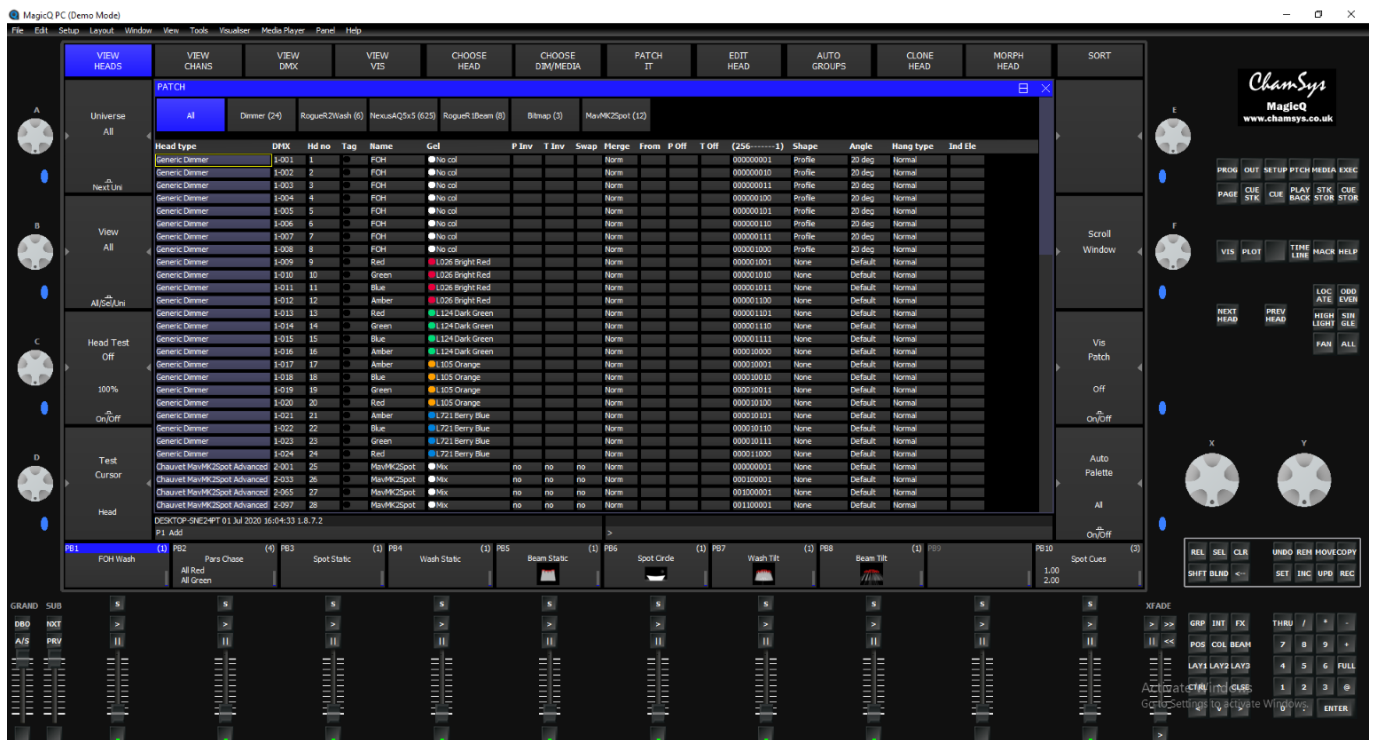 MagicQ PC (Demo Mode)
File Edit Setup Layout Window View Tools Visualiser Media Player Panel Help
VIEW HEADS
VIEW CHANS
VIEW DMX
VIEW VIS
CHOOSE HEAD
CHOOSE DIM/MEDIA
PATCH IT
EDIT HEAD
AUTO GROUPS
CLONE HEAD
MORPH HEAD
SORT
ChamSys
MagicQ
www.chamsys.co.uk
PATCH
All Dimmer (24) RogueR2Wash (6) NexusAQ5x5 (625) RogueR1Beam (8) Bitmap (3) MavMK2Spot (12)
Head type DMX Hd no Tag Name Gel P Inv T Inv Swap Merge From P Off T Off (256-------1) Shape Angle Hang type Ind Ele
Generic Dimmer 1-001 1 FOH No col Norm 000000001 Profile 20 deg Normal
Generic Dimmer 1-002 2 FOH No col Norm 000000010 Profile 20 deg Normal
Generic Dimmer 1-003 3 FOH No col Norm 000000011 Profile 20 deg Normal
Generic Dimmer 1-004 4 FOH No col Norm 000000100 Profile 20 deg Normal
Generic Dimmer 1-005 5 FOH No col Norm 000000101 Profile 20 deg Normal
Generic Dimmer 1-006 6 FOH No col Norm 000000110 Profile 20 deg Normal
Generic Dimmer 1-007 7 FOH No col Norm 000000111 Profile 20 deg Normal
Generic Dimmer 1-008 8 FOH No col Norm 000001000 Profile 20 deg Normal
Generic Dimmer 1-009 9 Red L026 Bright Red Norm 000001001 None Default Normal
Generic Dimmer 1-010 10 Green L026 Bright Red Norm 000001010 None Default Normal
Generic Dimmer 1-011 11 Blue L026 Bright Red Norm 000001011 None Default Normal
Generic Dimmer 1-012 12 Amber L026 Bright Red Norm 000001100 None Default Normal
Generic Dimmer 1-013 13 Red L124 Dark Green Norm 000001101 None Default Normal
Generic Dimmer 1-014 14 Green L124 Dark Green Norm 000001110 None Default Normal
Generic Dimmer 1-015 15 Blue L124 Dark Green Norm 000001111 None Default Normal
Generic Dimmer 1-016 16 Amber L124 Dark Green Norm 000010000 None Default Normal
Generic Dimmer 1-017 17 Amber L105 Orange Norm 000010001 None Default Normal
Generic Dimmer 1-018 18 Blue L105 Orange Norm 000010010 None Default Normal
Generic Dimmer 1-019 19 Green L105 Orange Norm 000010011 None Default Normal
Generic Dimmer 1-020 20 Red L105 Orange Norm 000010100 None Default Normal
Generic Dimmer 1-021 21 Amber L721 Berry Blue Norm 000010101 None Default Normal
Generic Dimmer 1-022 22 Blue L721 Berry Blue Norm 000010110 None Default Normal
Generic Dimmer 1-023 23 Green L721 Berry Blue Norm 000010111 None Default Normal
Generic Dimmer 1-024 24 Red L721 Berry Blue Norm 000011000 None Default Normal
Chauvet MavMK2Spot Advanced 2-001 25 MavMK2Spot Mix no no no Norm 000000001 None Default Normal
Chauvet MavMK2Spot Advanced 2-033 26 MavMK2Spot Mix no no no Norm 000100001 None Default Normal
Chauvet MavMK2Spot Advanced 2-065 27 MavMK2Spot Mix no no no Norm 001000001 None Default Normal
Chauvet MavMK2Spot Advanced 2-097 28 MavMK2Spot Mix no no no Norm 001100001 None Default Normal
DESKTOP-SNE24PT 01 Jul 2020 16:04:33 1.8.7.2
P1 Add >
A
Universe
All
Next Uni
B
View
All
All/Sel/Uni
C
Head Test
Off
100%
On/Off
D
Test
Cursor
Head
E
F
Scroll
Window
Vis
Patch
Off
On/Off
Auto
Palette
All
On/Off
PROG OUT SETUP PTCH MEDIA EXEC
PAGE CUE STK CUE PLAY BACK STK STOR CUE STOR
VIS PLOT TIME LINE MACR HELP
LOC ATE ODD EVEN
NEXT HEAD PREV HEAD HIGH LIGHT SIN GLE
FAN ALL
X Y
PB1 (1) PB2 (4) PB3 (1) PB4 (1) PB5 (1) PB6 (1) PB7 (1) PB8 (1) PB9 PB10 (3)
FOH Wash Pars Chase Spot Static Wash Static Beam Static Spot Circle Wash Tilt Beam Tilt Spot Cues
All Red 1.00
All Green 2.00
REL SEL CLR UNDO REM MOVE COPY
SHFT BLND <-- SET INC UPD REC
GRAND SUB S S S S S S S S S S XFADE
DBO NXT > > > > > > > > > > > >> GRP INT FX THRU / * -
A/S PRV II II II II II II II II II II II << POS COL BEAM 7 8 9 +
LAY1 LAY2 LAY3 4 5 6 FULL
CTRL ^ CLSE 1 2 3 @
< v > 0 . ENTER
>
Activate Windows
Go to Settings to activate Windows.